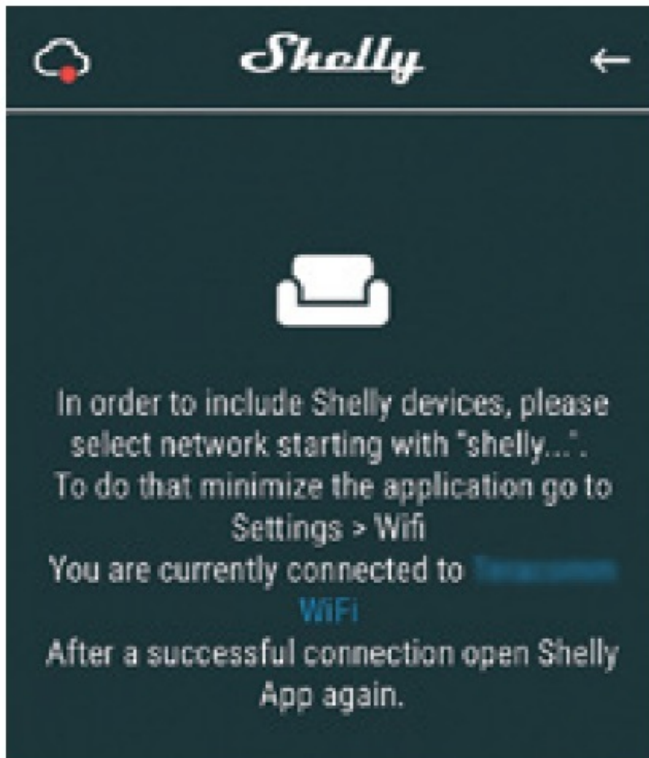 Shelly
In order to include Shelly devices, please
select network starting with "shelly...".
To do that minimize the application go to
Settings > Wifi
You are currently connected to
WiFi
After a successful connection open Shelly
App again.